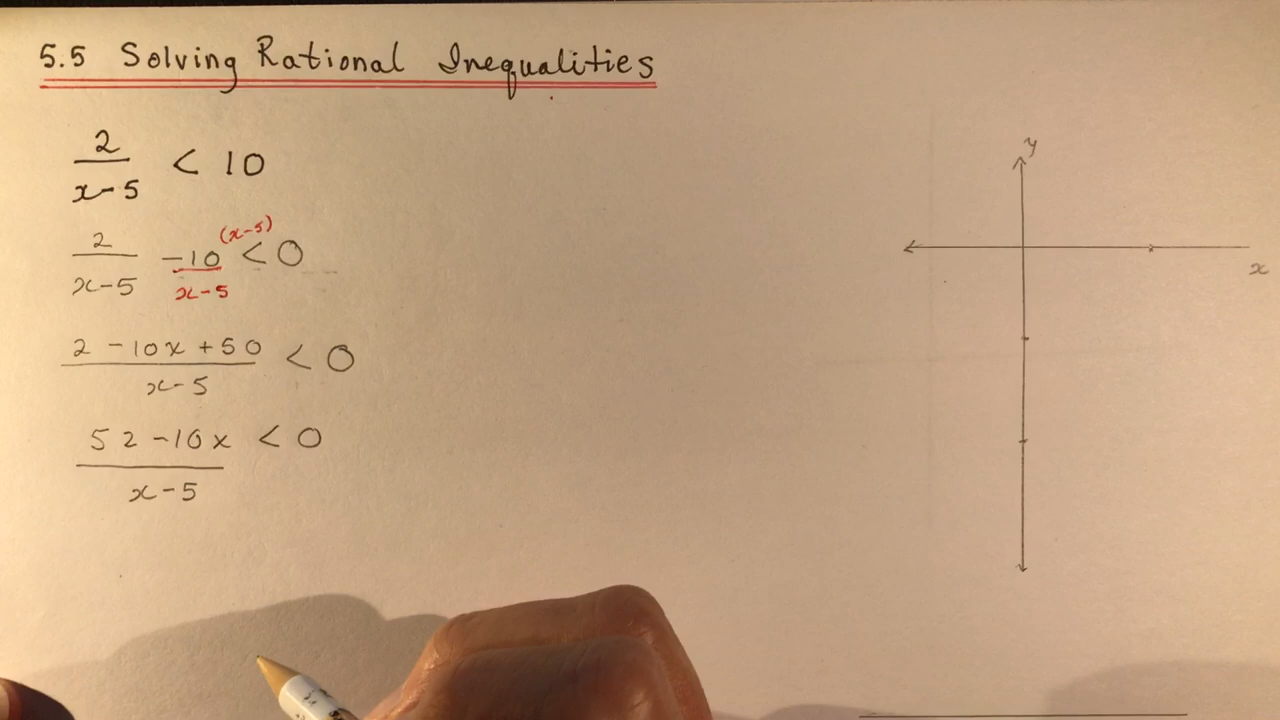 5.5 Solving Rational Inequalities
2
x-5
< 10
2
x-5
-10 (x-5)
x-5
< 0
2 - 10x + 50
x-5
< 0
52 - 10x
x-5
< 0
y
x